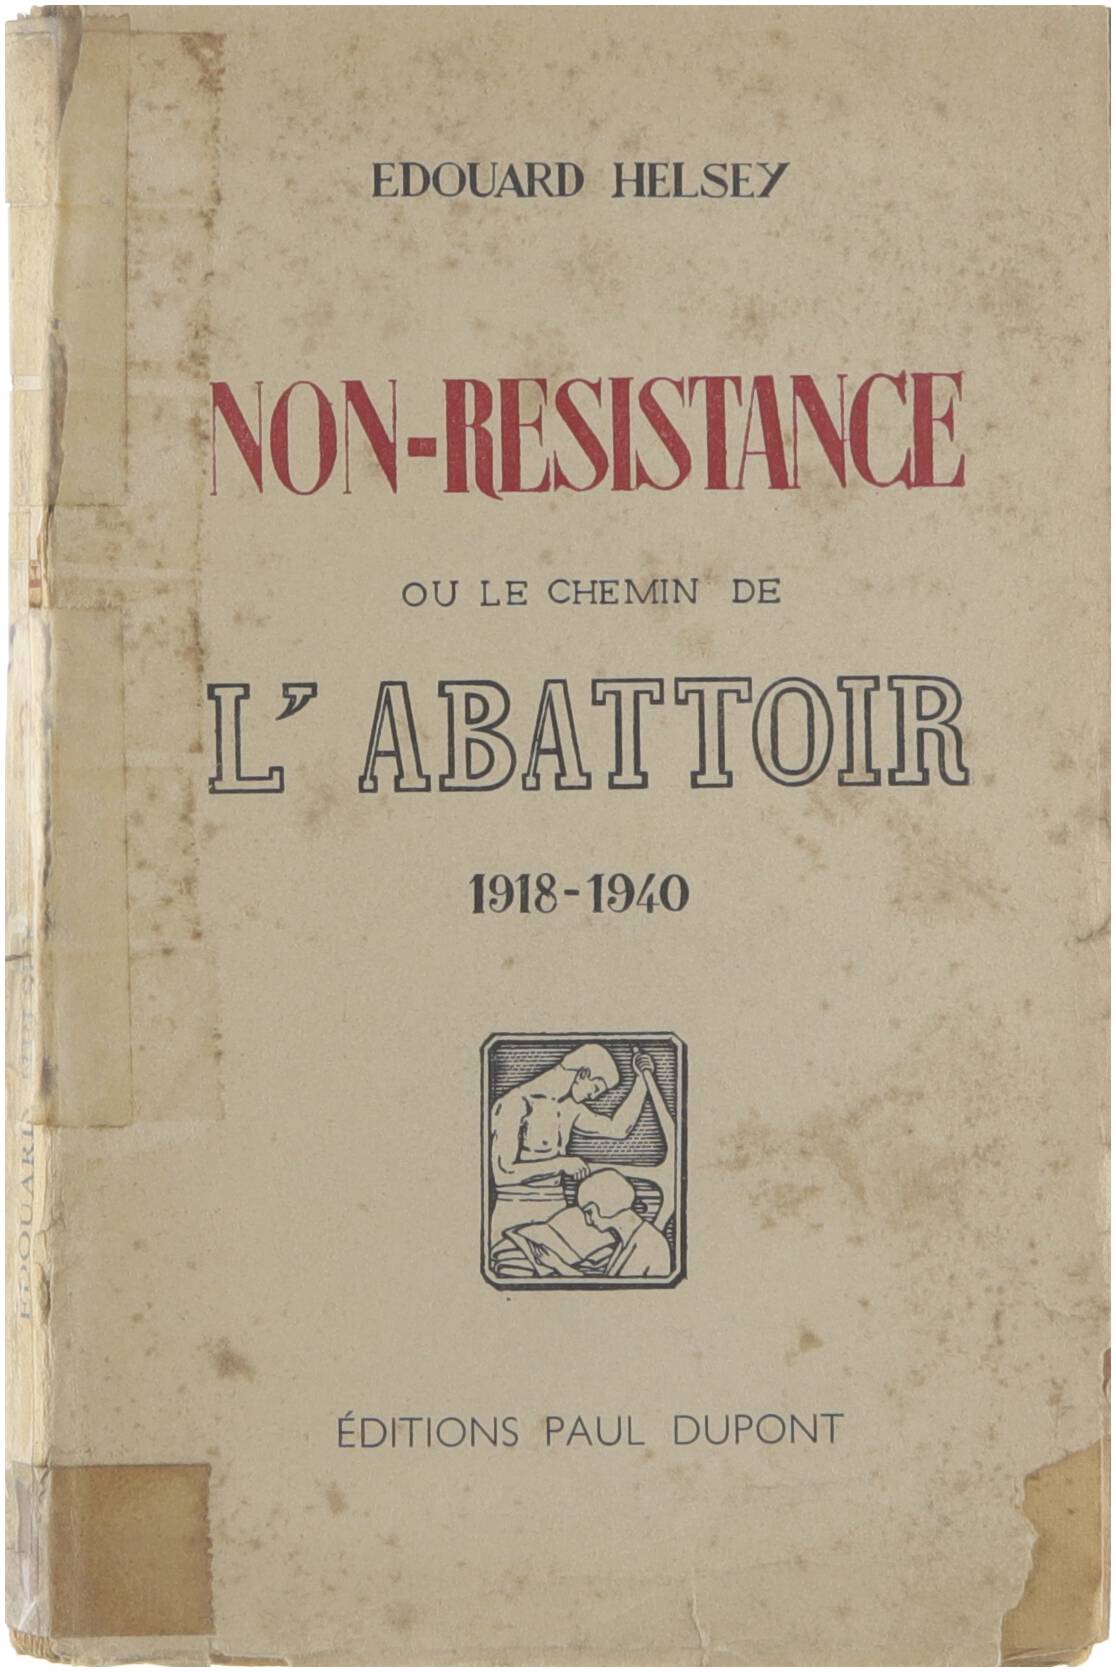 EDOUARD HELSEY
NON-RESISTANCE
OU LE CHEMIN DE
L'ABATTOIR
1918-1940
ÉDITIONS PAUL DUPONT